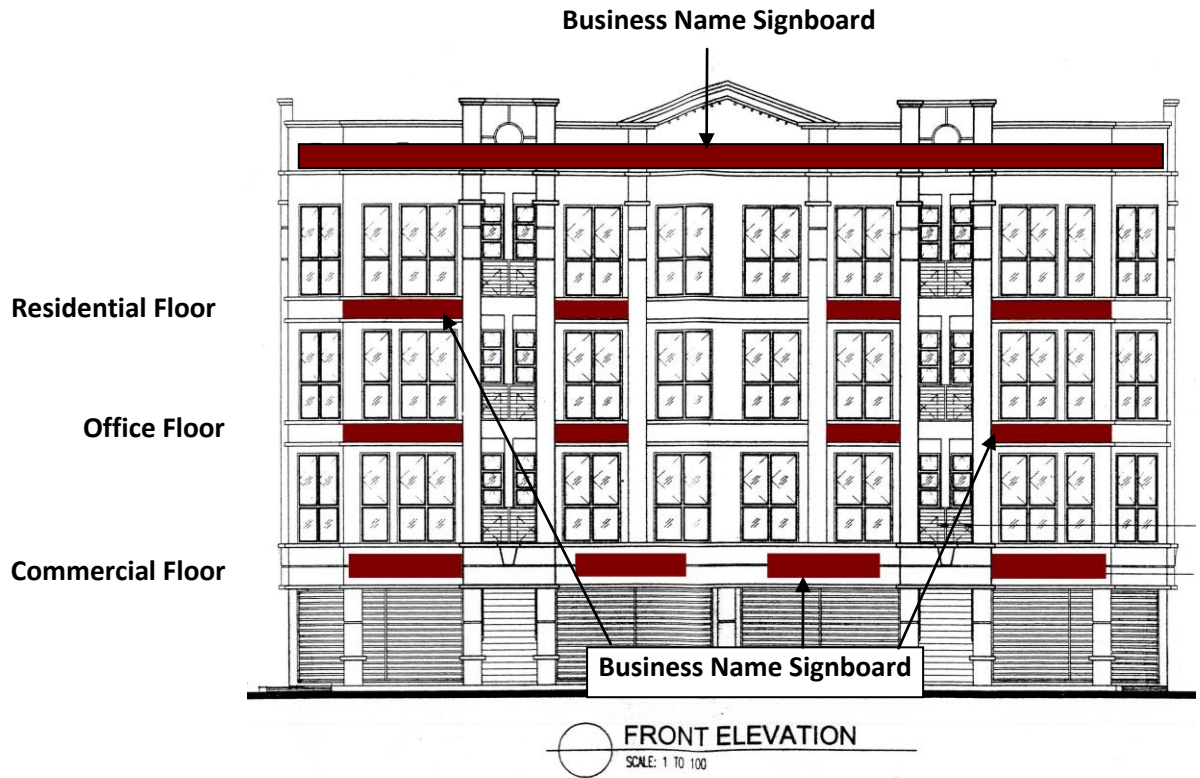 Business Name Signboard
Residential Floor
Office Floor
Commercial Floor
Business Name Signboard
FRONT ELEVATION
SCALE: 1 TO 100